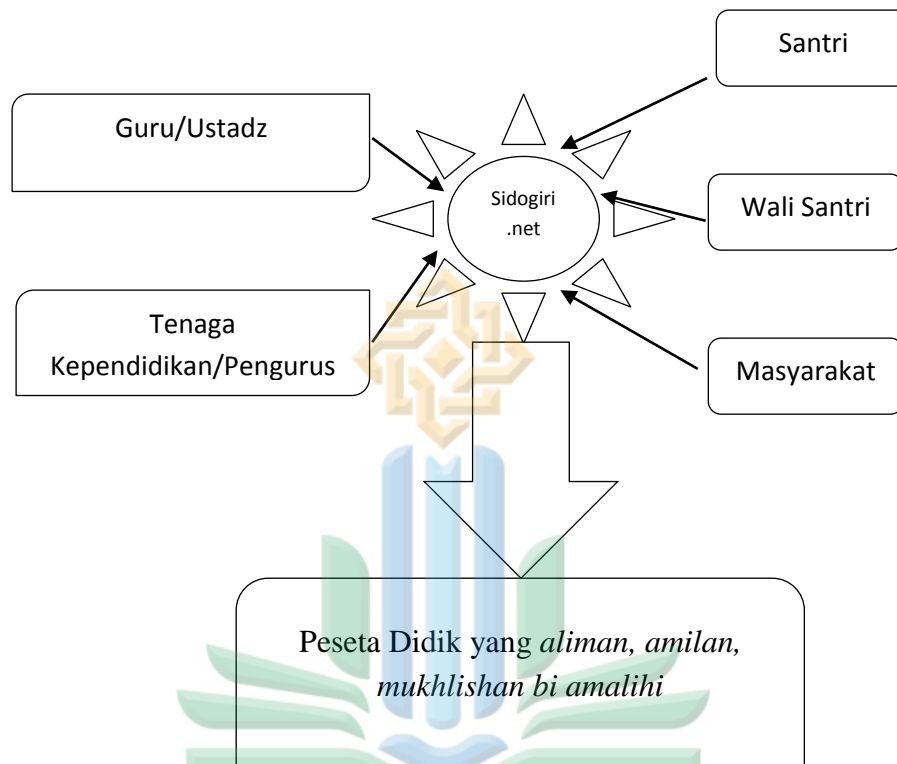 Santri
Guru/Ustadz
Sidogiri
.net
Wali Santri
Tenaga
Kependidikan/Pengurus
Masyarakat
Peseta Didik yang aliman, amilan,
mukhlishan bi amalihi